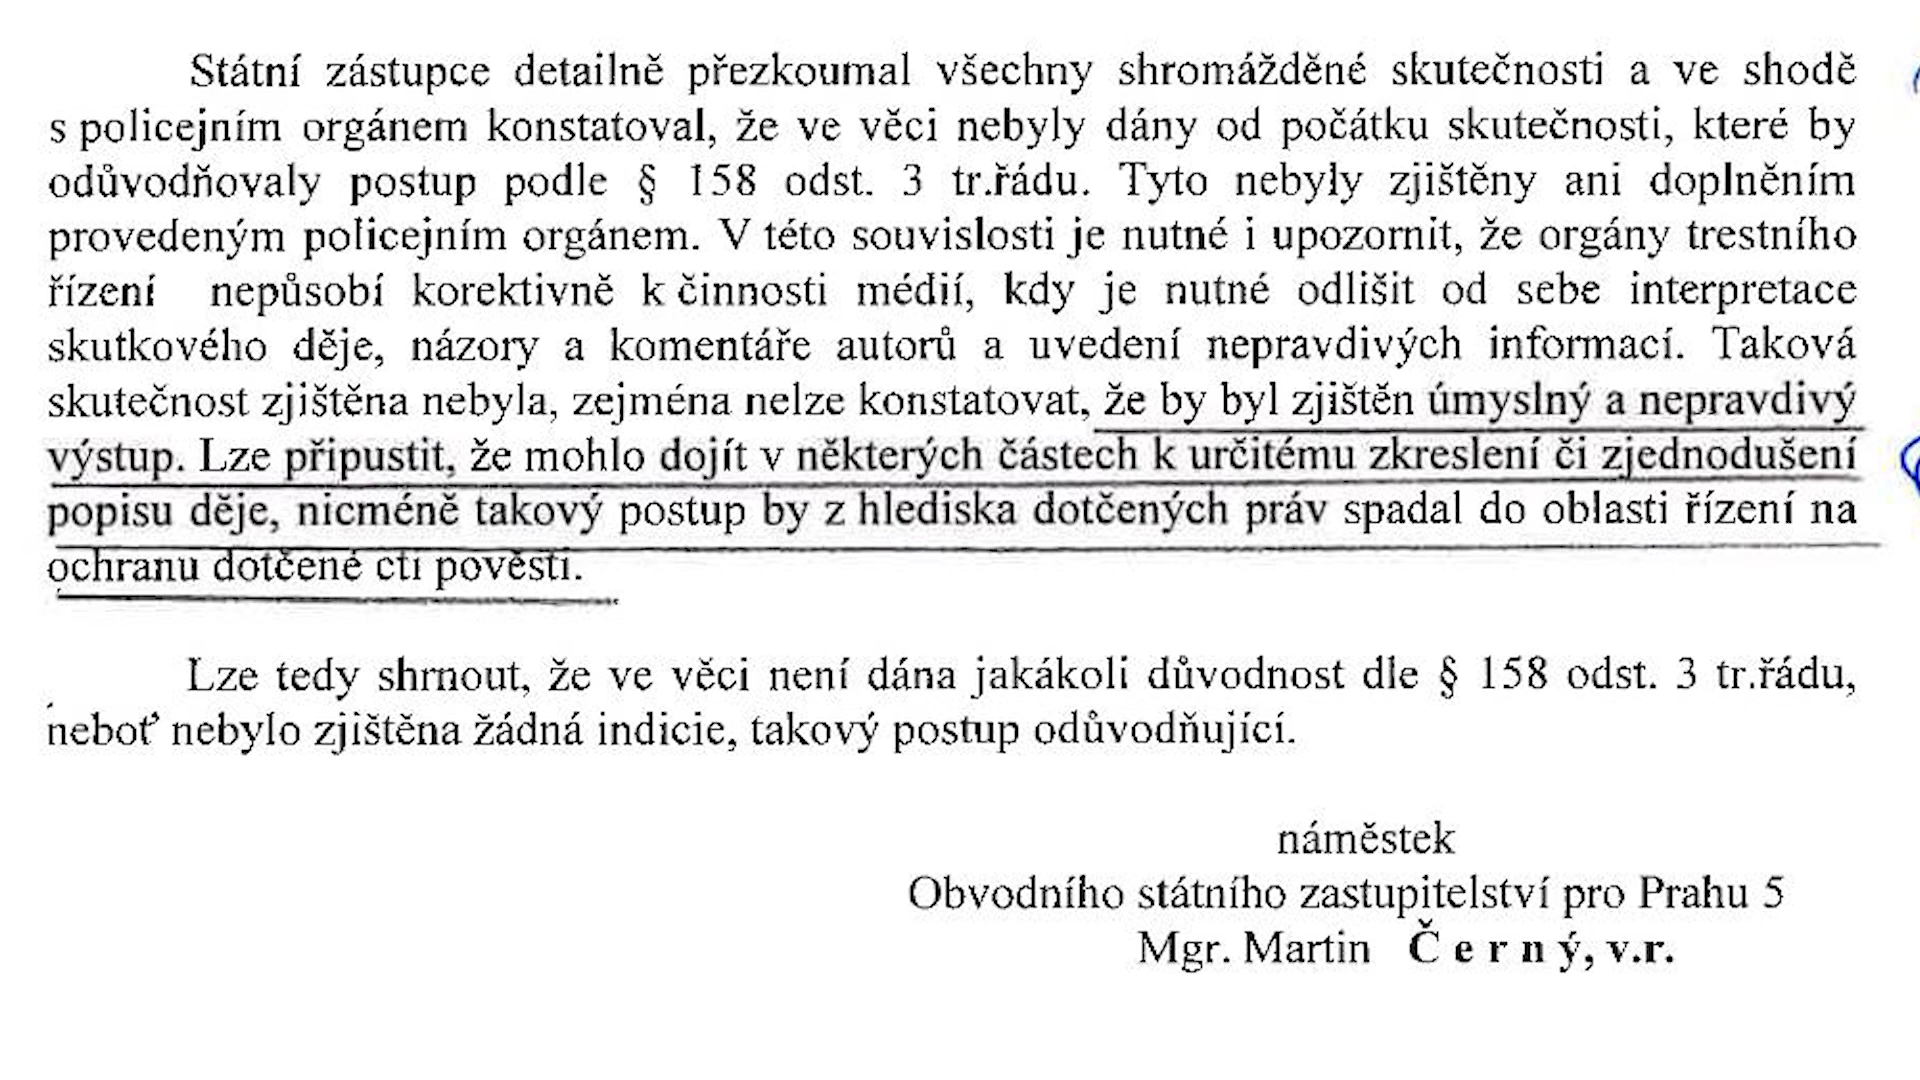 Státní zástupce detailně přezkoumal všechny shromážděné skutečnosti a ve shodě
s policejním orgánem konstatoval, že ve věci nebyly dány od počátku skutečnosti, které by
odůvodňovaly postup podle § 158 odst. 3 tr.řádu. Tyto nebyly zjištěny ani doplněním
provedeným policejním orgánem. V této souvislosti je nutné i upozornit, že orgány trestního
řízení nepůsobí korektivně k činnosti médií, kdy je nutné odlišit od sebe interpretace
skutkového děje, názory a komentáře autorů a uvedení nepravdivých informací. Taková
skutečnost zjištěna nebyla, zejména nelze konstatovat, že by byl zjištěn úmyslný a nepravdivý
výstup. Lze připustit, že mohlo dojít v některých částech k určitému zkreslení či zjednodušení
popisu děje, nicméně takový postup by z hlediska dotčených práv spadal do oblasti řízení na
ochranu dotčené cti pověsti.
Lze tedy shrnout, že ve věci není dána jakákoli důvodnost dle § 158 odst. 3 tr.řádu,
neboť nebylo zjištěna žádná indicie, takový postup odůvodňující.
náměstek
Obvodního státního zastupitelství pro Prahu 5
Mgr. Martin Č e r n ý, v.r.